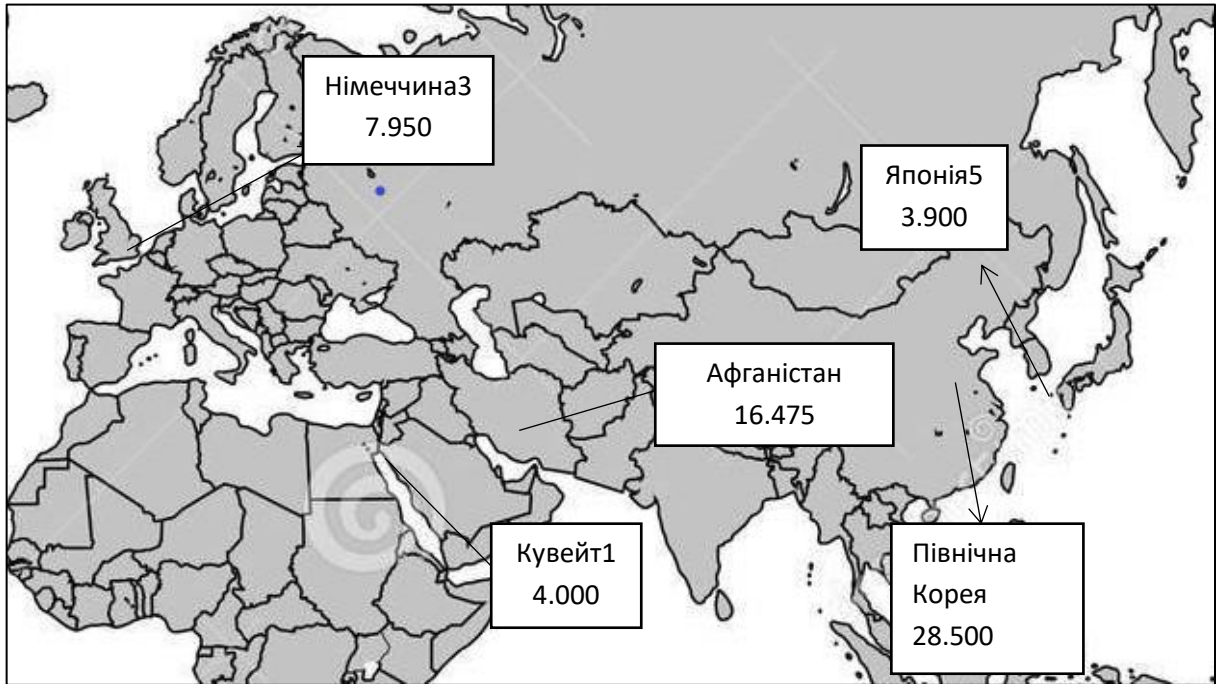 Німеччина3
7.950
Японія5
3.900
Афганістан
16.475
Кувейт1
4.000
Північна
Корея
28.500